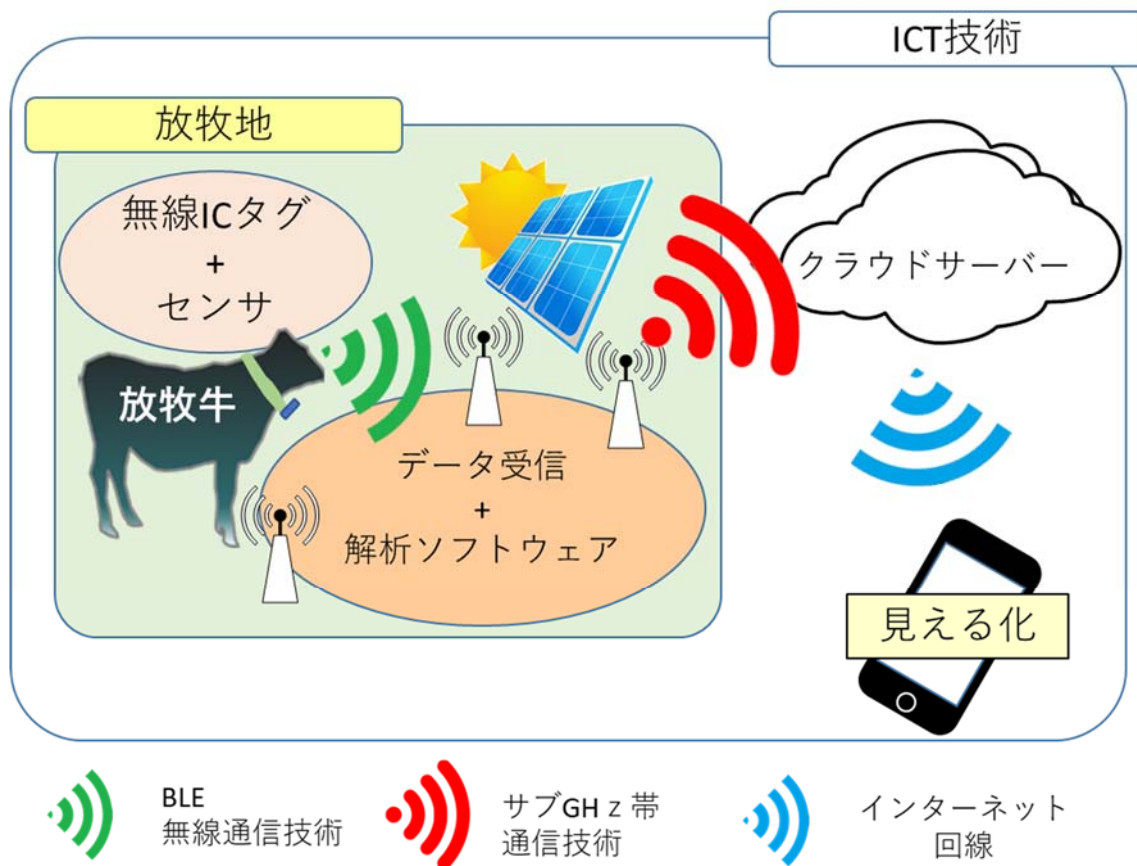 ICT技術
放牧地
無線ICタグ
+
センサ
クラウドサーバー
放牧牛
データ受信
+
解析ソフトウェア
見える化
BLE
無線通信技術
サブGHz帯
通信技術
インターネット
回線